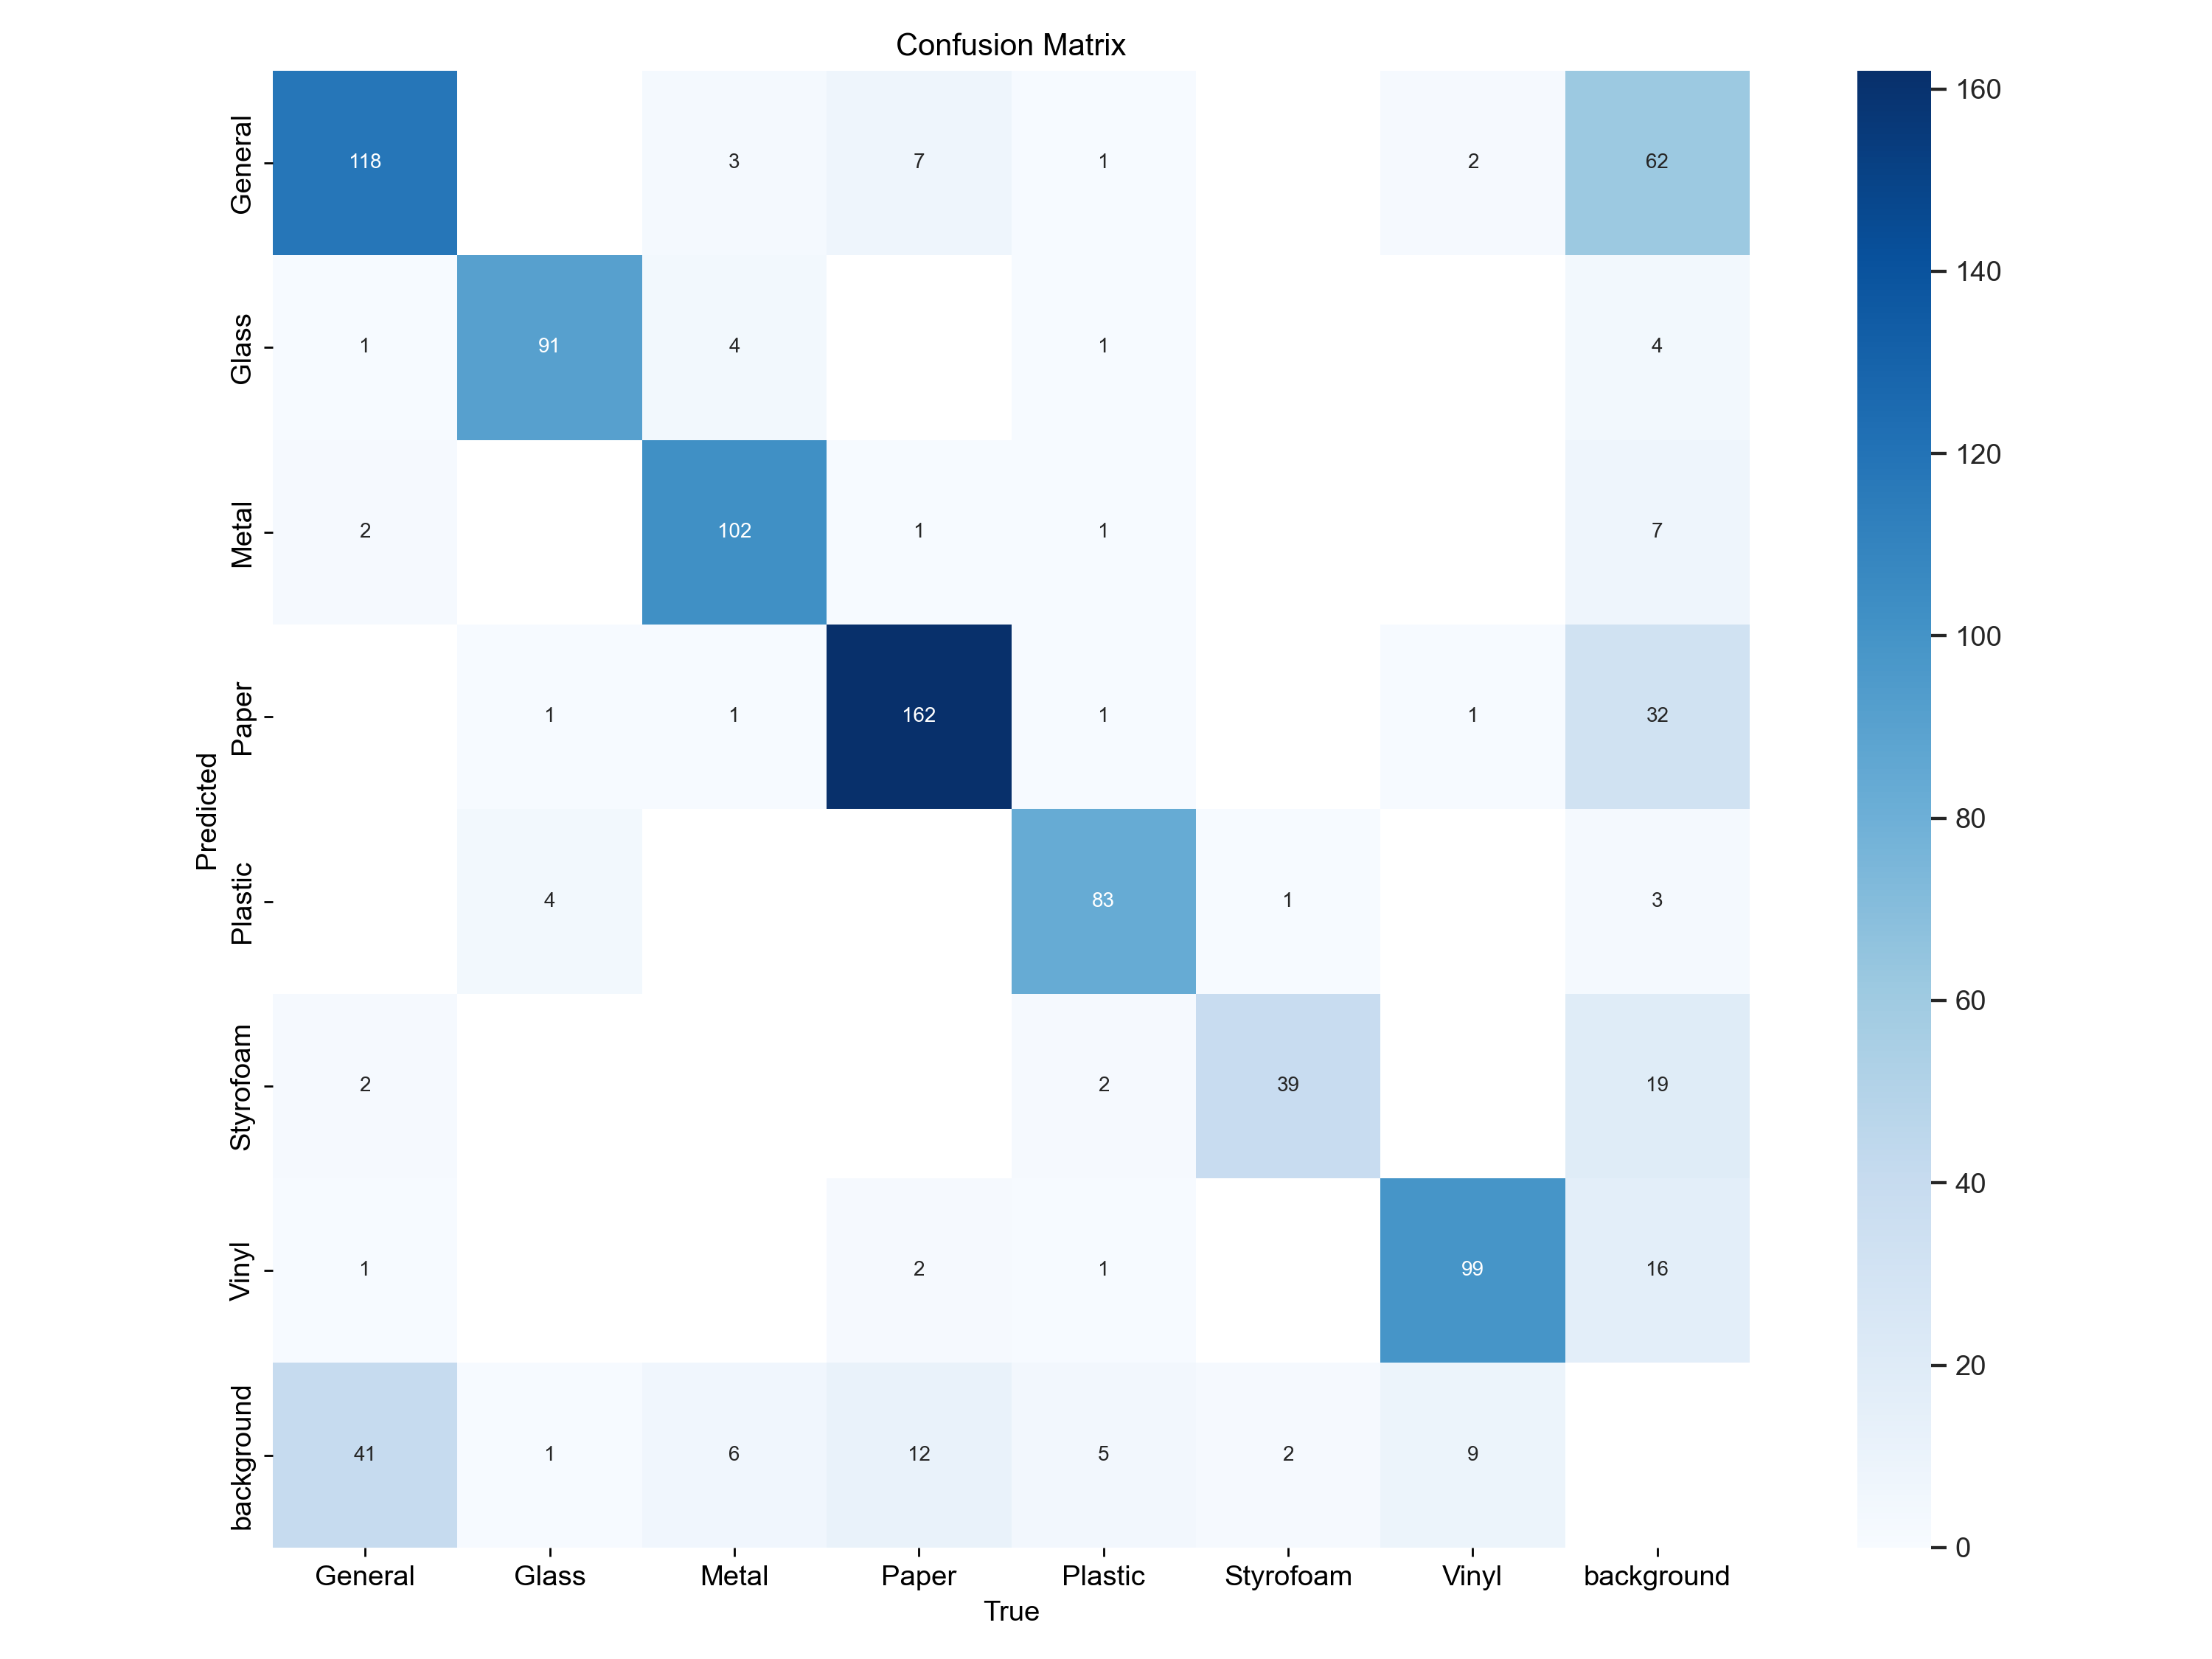 Confusion Matrix
General 118 3 7 1 2 62
Glass 1 91 4 1 4
Metal 2 102 1 1 7
Paper 1 1 162 1 1 32
Plastic 4 83 1 3
Styrofoam 2 2 39 19
Vinyl 1 2 1 99 16
background 41 1 6 12 5 2 9
Predicted
General Glass Metal Paper Plastic Styrofoam Vinyl background
True
160
140
120
100
80
60
40
20
0